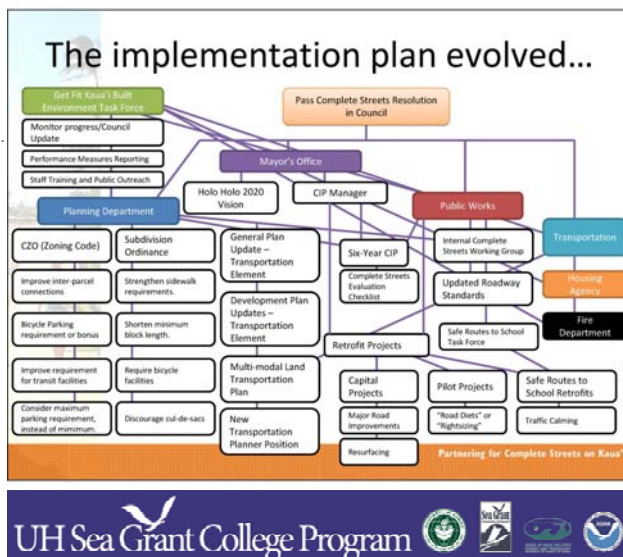 The implementation plan evolved…
Get Fit Kaua'i Built
Environment Task Force
Pass Complete Streets Resolution
in Council
Monitor progress/Council
Update
Performance Measures Reporting
Staff Training and Public Outreach
Mayor's Office
Holo Holo 2020
Vision
CIP Manager
Planning Department
Public Works
Transportation
Housing
Agency
Fire
Department
CZO (Zoning Code)
Improve inter-parcel
connections
Bicycle Parking
requirement or bonus
Improve requirement
for transit facilities
Consider maximum
parking requirement,
instead of mimimum.
Subdivision
Ordinance
Strengthen sidewalk
requirements.
Shorten minimum
block length.
Require bicycle
facilities
Discourage cul-de-sacs
General Plan
Update –
Transportation
Element
Development Plan
Updates –
Transportation
Element
Multi-modal Land
Transportation
Plan
New
Transportation
Planner Position
Six-Year CIP
Complete Streets
Evaluation
Checklist
Internal Complete
Streets Working Group
Updated Roadway
Standards
Safe Routes to School
Task Force
Retrofit Projects
Capital
Projects
Major Road
Improvements
Resurfacing
Pilot Projects
"Road Diets" or
"Rightsizing"
Safe Routes to
School Retrofits
Traffic Calming
Partnering for Complete Streets on Kaua'
UH Sea Grant College Program
Sea Grant
NOAA